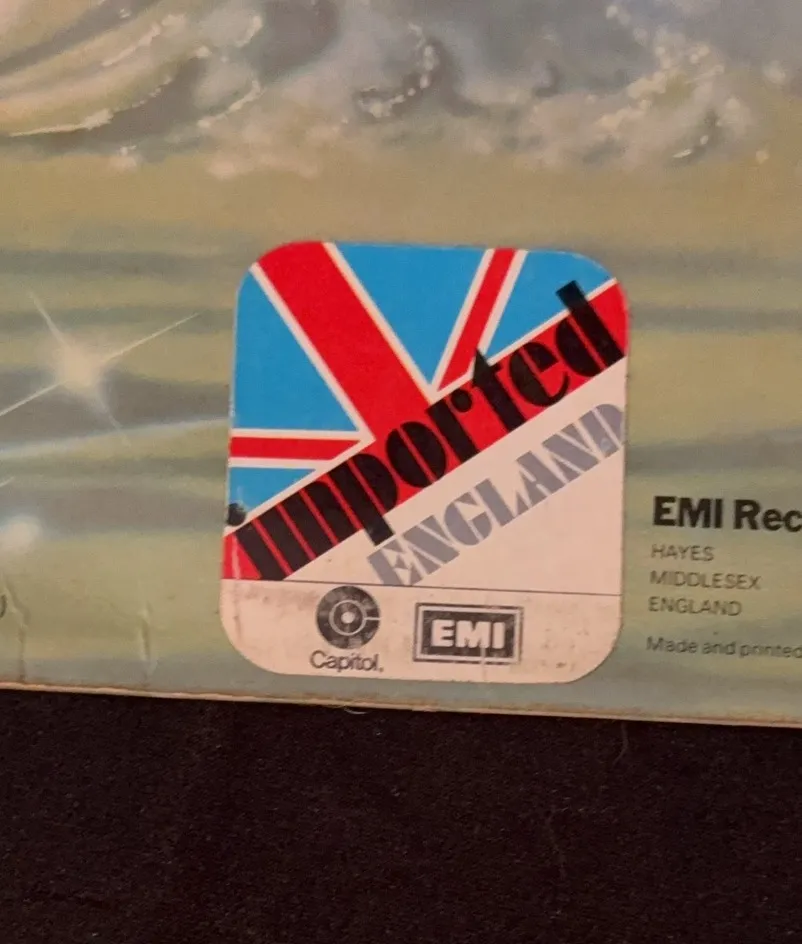 imported
ENGLAND
Capitol®
EMI
EMI Rec
HAYES
MIDDLESEX
ENGLAND
Made and printed